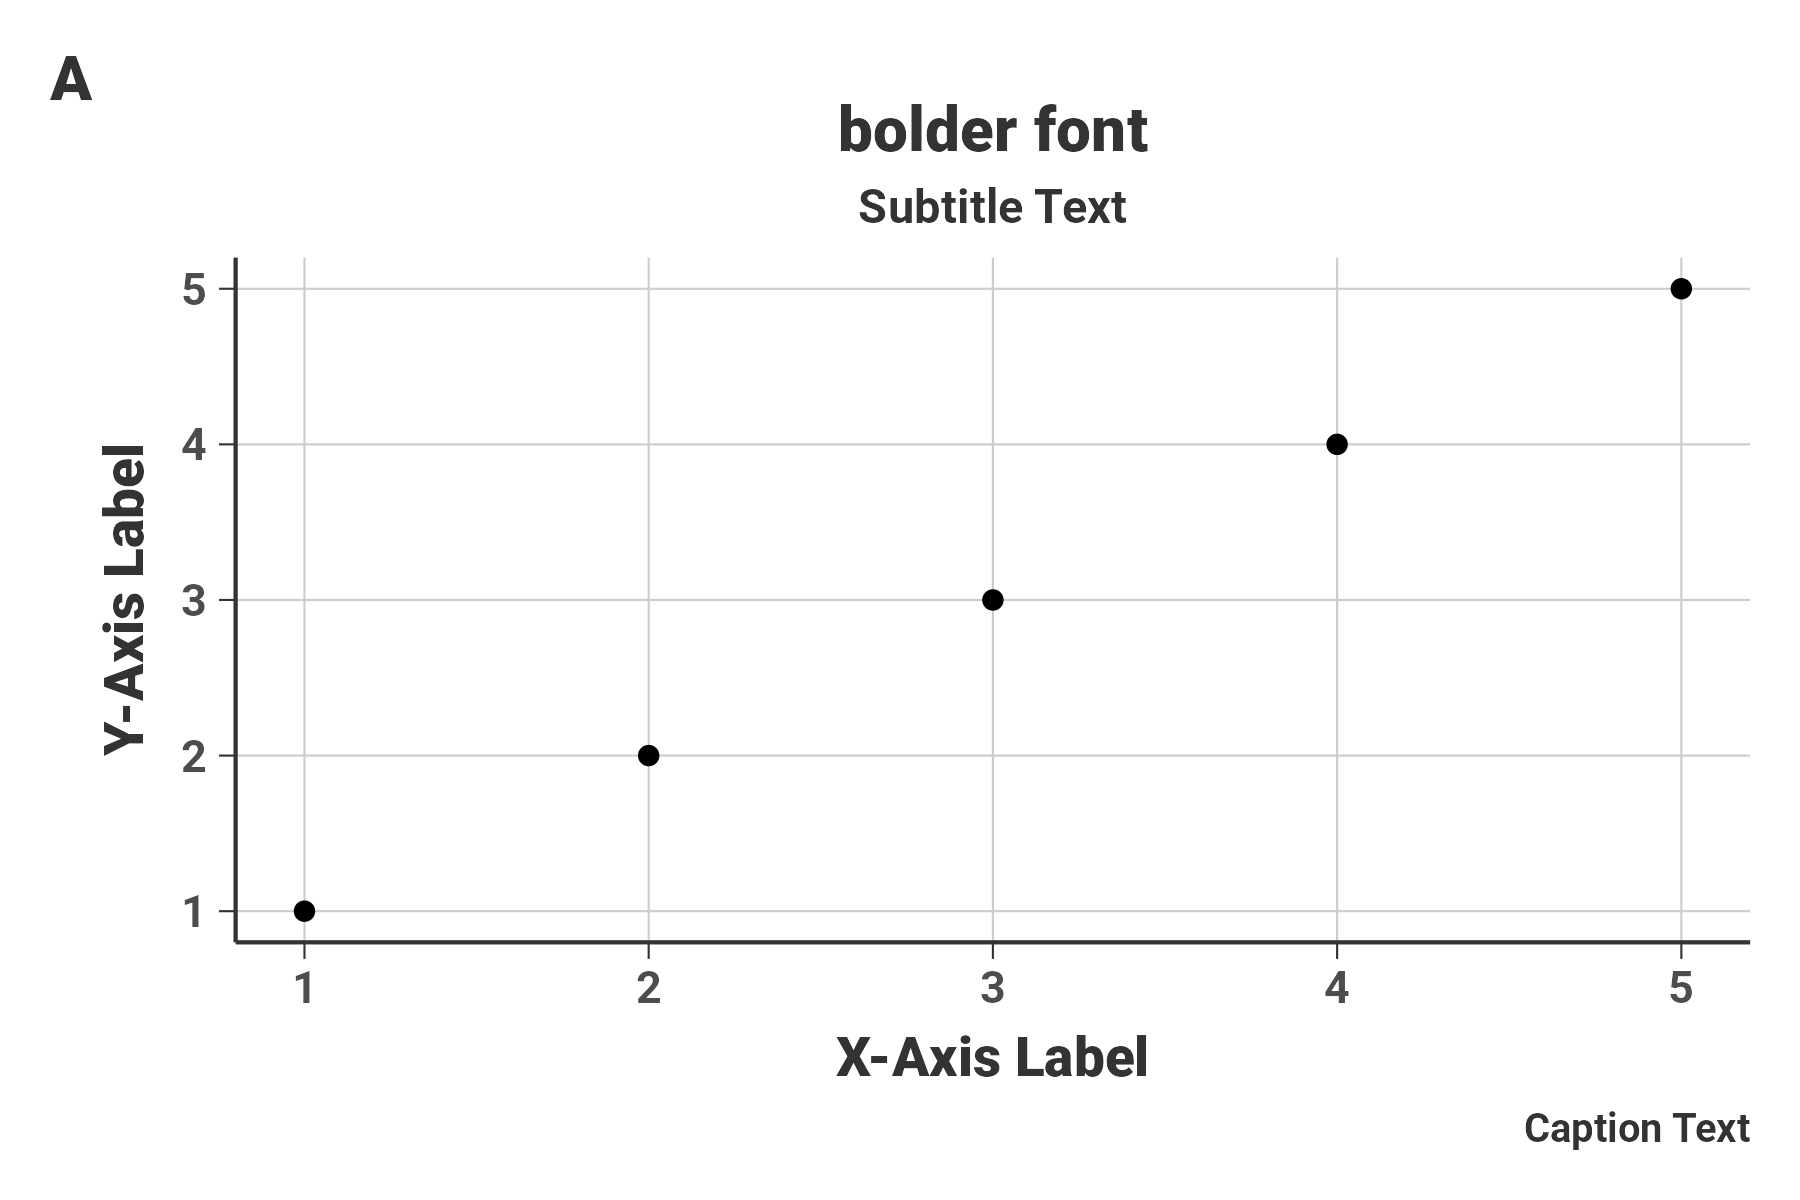 A
bolder font
Subtitle Text
5
4
3
2
1
Y-Axis Label
1 2 3 4 5
X-Axis Label
Caption Text